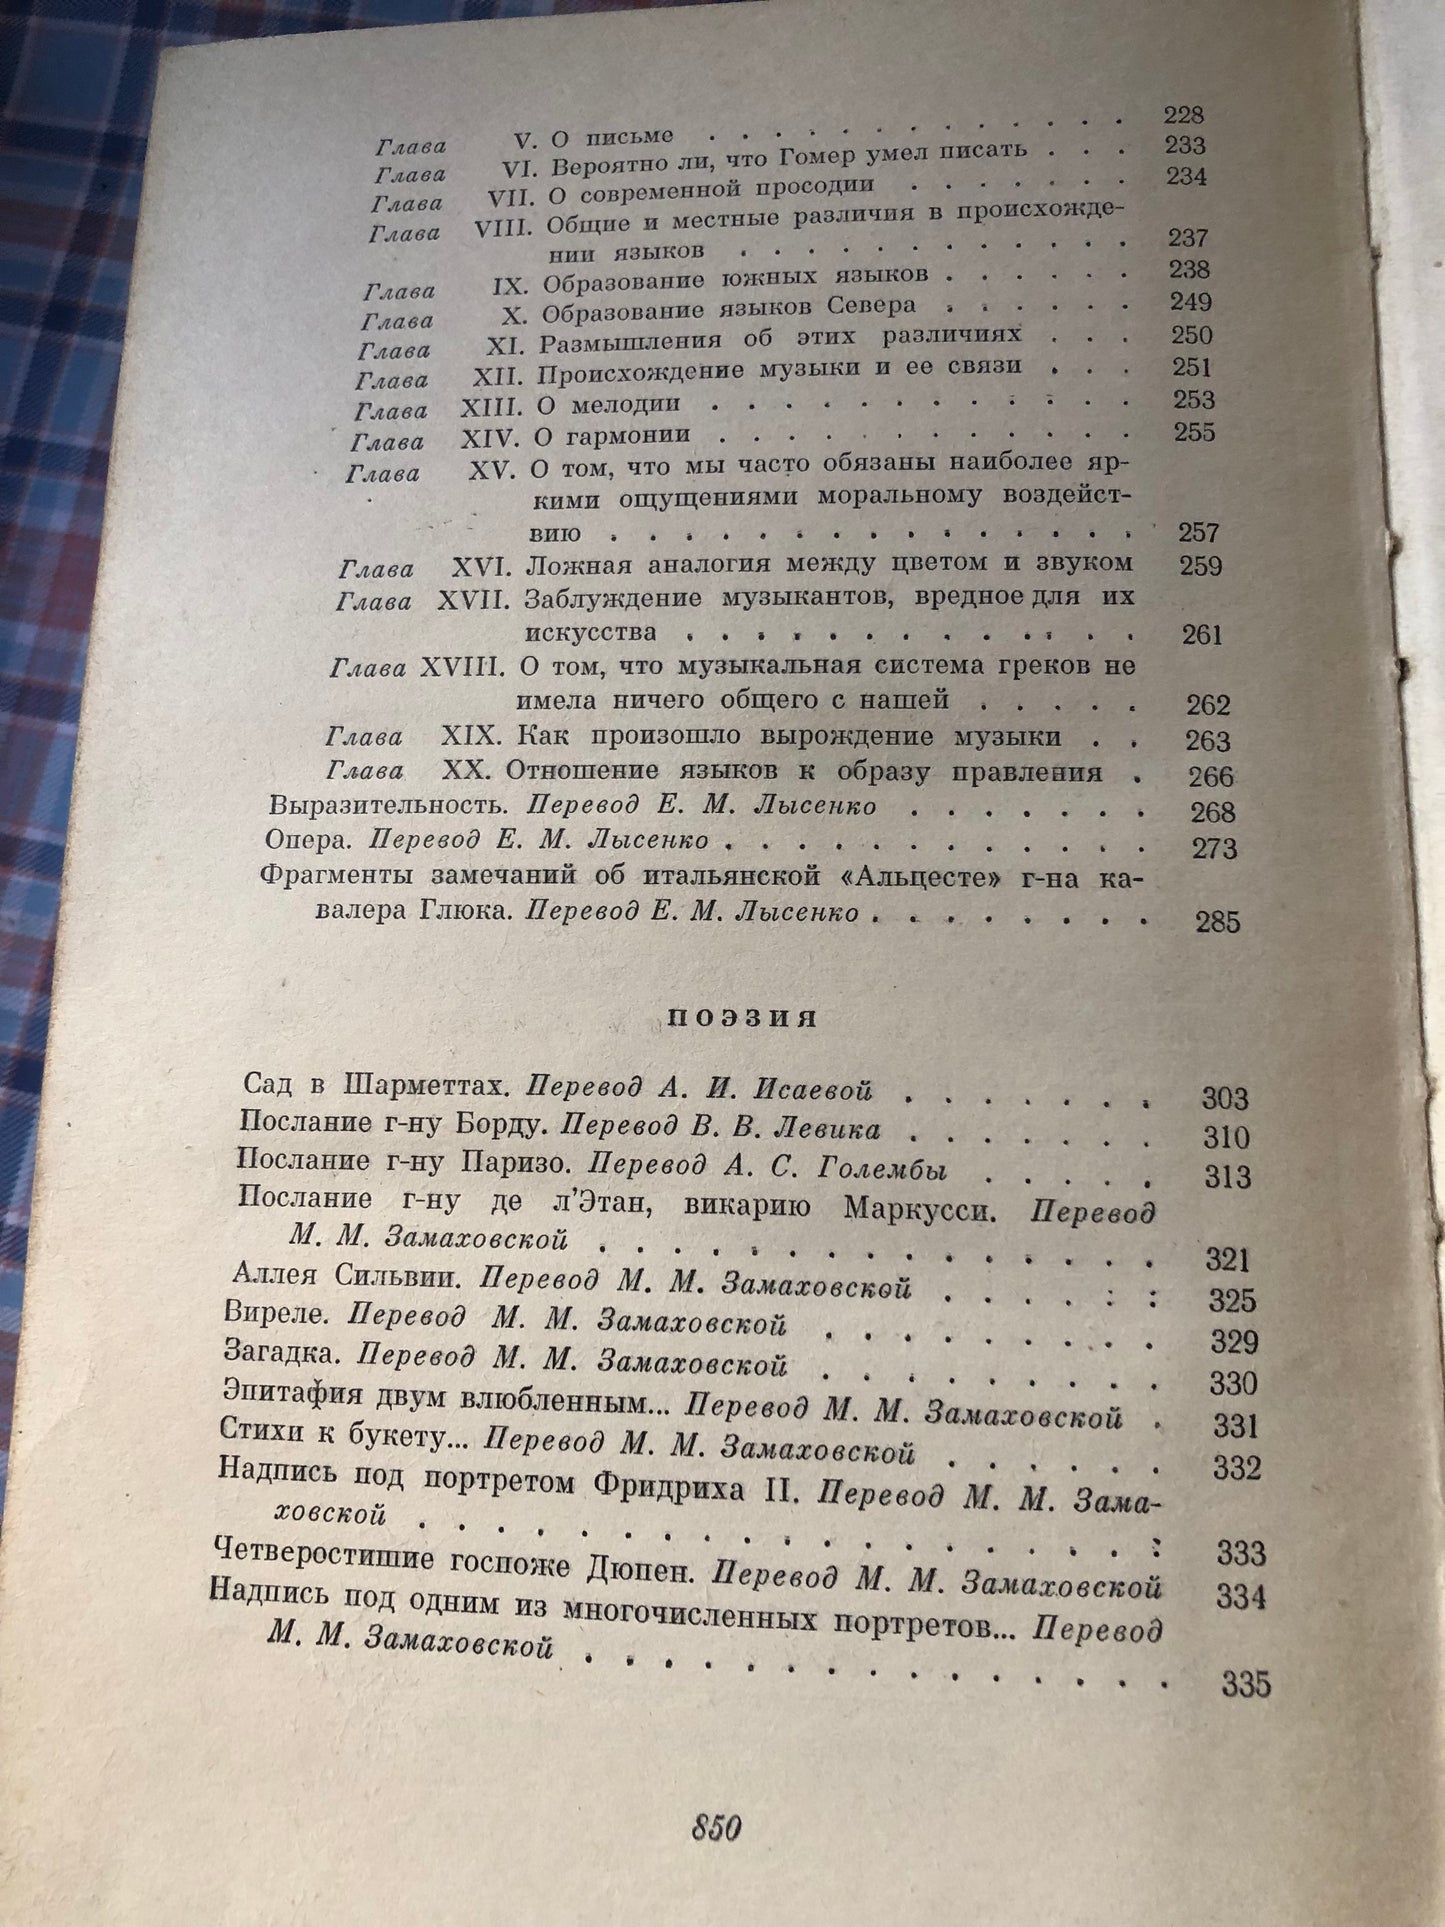 Глава V. О письме . . . . . . . . . . . . . 228
Глава VI. Вероятно ли, что Гомер умел писать . . . 233
Глава VII. О современной просодии . . . . . . . 234
Глава VIII. Общие и местные различия в происхожде-
нии языков . . . . . . . . . . . . 237
Глава IX. Образование южных языков . . . . . . 238
Глава X. Образование языков Севера . . . . . . 249
Глава XI. Размышления об этих различиях . . . 250
Глава XII. Происхождение музыки и ее связи . . . 251
Глава XIII. О мелодии . . . . . . . . . . . . 253
Глава XIV. О гармонии . . . . . . . . . . . . 255
Глава XV. О том, что мы часто обязаны наиболее яр-
кими ощущениями моральному воздейст-
вию . . . . . . . . . . . . . . . 257
Глава XVI. Ложная аналогия между цветом и звуком 259
Глава XVII. Заблуждение музыкантов, вредное для их
искусства . . . . . . . . . . . . . 261
Глава XVIII. О том, что музыкальная система греков не
имела ничего общего с нашей . . . . . 262
Глава XIX. Как произошло вырождение музыки . . 263
Глава XX. Отношение языков к образу правления . 266
Выразительность. Перевод Е. М. Лысенко . . . . . . . 268
Опера. Перевод Е. М. Лысенко . . . . . . . . . . . . 273
Фрагменты замечаний об итальянской «Альцесте» г-на ка-
валера Глюка. Перевод Е. М. Лысенко . . . . . . . . 285
ПОЭЗИЯ
Сад в Шарметтах. Перевод А. И. Исаевой . . . . . . . 303
Послание г-ну Борду. Перевод В. В. Левика . . . . . . . 310
Послание г-ну Паризо. Перевод А. С. Голембы . . . . . 313
Послание г-ну де л’Этан, викарию Маркусси. Перевод
М. М. Замаховской . . . . . . . . . . . . . . . 321
Аллея Сильвии. Перевод М. М. Замаховской . . . . : : 325
Виреле. Перевод М. М. Замаховской . . . . . . . . . 329
Загадка. Перевод М. М. Замаховской . . . . . . . . . 330
Эпитафия двум влюбленным... Перевод М. М. Замаховской . 331
Стихи к букету... Перевод М. М. Замаховской . . . . . . 332
Надпись под портретом Фридриха II. Перевод М. М. Зама-
ховской . . . . . . . . . . . . . . . . . . : 333
Четверостишие госпоже Дюпен. Перевод М. М. Замаховской 334
Надпись под одним из многочисленных портретов... Перевод
М. М. Замаховской . . . . . . . . . . . . . . . 335
850